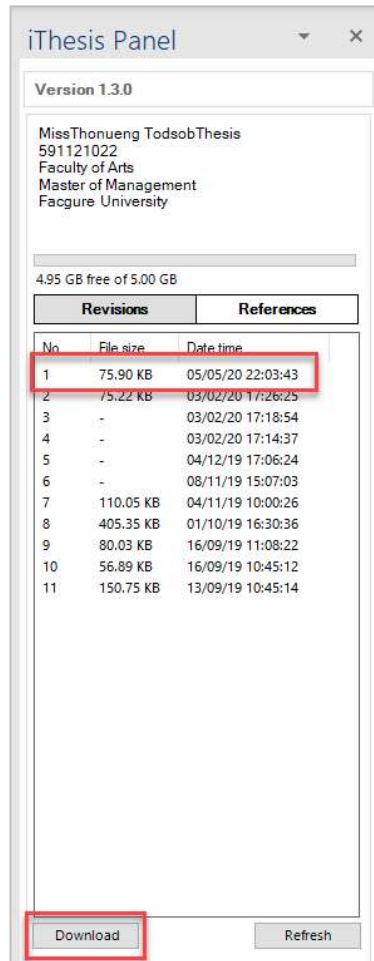 iThesis Panel
Version 1.3.0
MissThonueng TodsobThesis
591121022
Faculty of Arts
Master of Management
Facgure University
4.95 GB free of 5.00 GB
Revisions References
No File size Date time
1 75.90 KB 05/05/20 22:03:43
2 75.22 KB 03/02/20 17:26:25
3 - 03/02/20 17:18:54
4 - 03/02/20 17:14:37
5 - 04/12/19 17:06:24
6 - 08/11/19 15:07:03
7 110.05 KB 04/11/19 10:00:26
8 405.35 KB 01/10/19 16:30:36
9 80.03 KB 16/09/19 11:08:22
10 56.89 KB 16/09/19 10:45:12
11 150.75 KB 13/09/19 10:45:14
Download Refresh